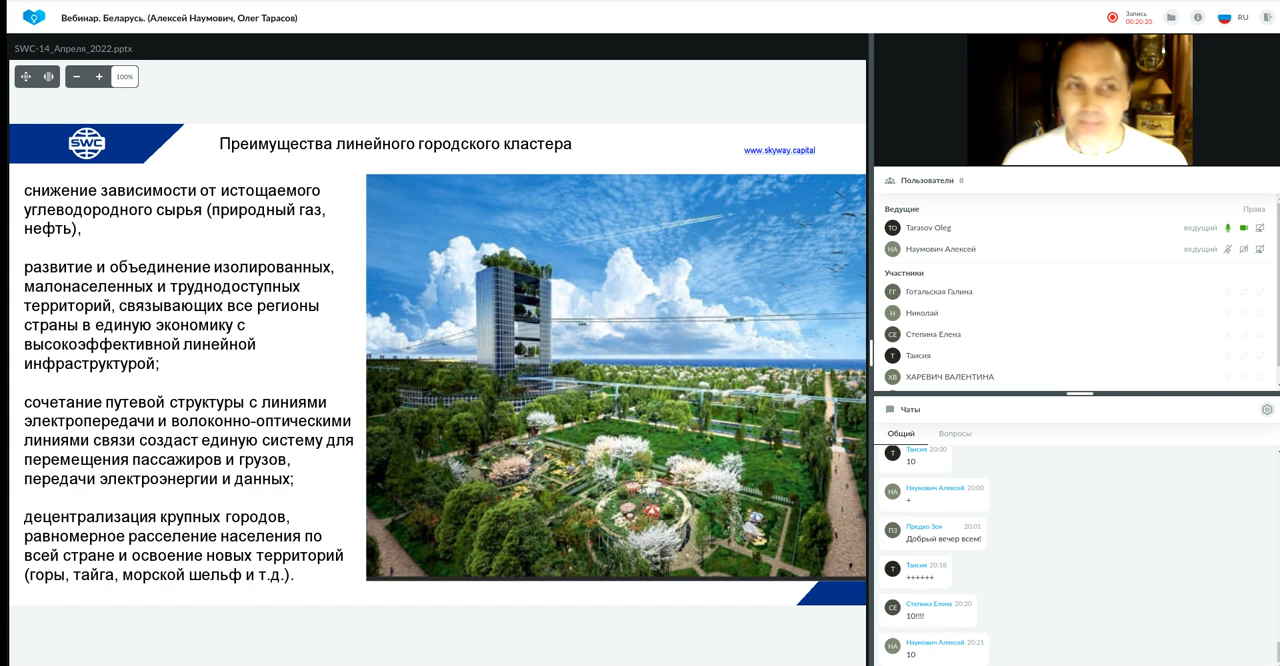 Вебинар. Беларусь. (Алексей Наумович, Олег Тарасов)
Запись
00:20:20
RU
SWC-14_Апреля_2022.pptx
100%
SWC
Преимущества линейного городского кластера
www.skyway.capital
снижение зависимости от истощаемого
углеводородного сырья (природный газ,
нефть),
развитие и объединение изолированных,
малонаселенных и труднодоступных
территорий, связывающих все регионы
страны в единую экономику с
высокоэффективной линейной
инфраструктурой;
сочетание путевой структуры с линиями
электропередачи и волоконно-оптическими
линиями связи создаст единую систему для
перемещения пассажиров и грузов,
передачи электроэнергии и данных;
децентрализация крупных городов,
равномерное расселение населения по
всей стране и освоение новых территорий
(горы, тайга, морской шельф и т.д.).
Пользователи 8
Ведущие Права
TO Tarasov Oleg ведущий
НА Наумович Алексей ведущий
Участники
ГГ Готальская Галина
Н Николай
СЕ Степина Елена
Т Таисия
ХВ ХАРЕВИЧ ВАЛЕНТИНА
Чаты
Общий Вопросы
Т Таисия 20:00
10
НА Наумович Алексей 20:00
+
ПЗ Предко Зоя 20:01
Добрый вечер всем!
Т Таисия 20:18
++++++
СЕ Степина Елена 20:20
10!!!!
НА Наумович Алексей 20:21
10